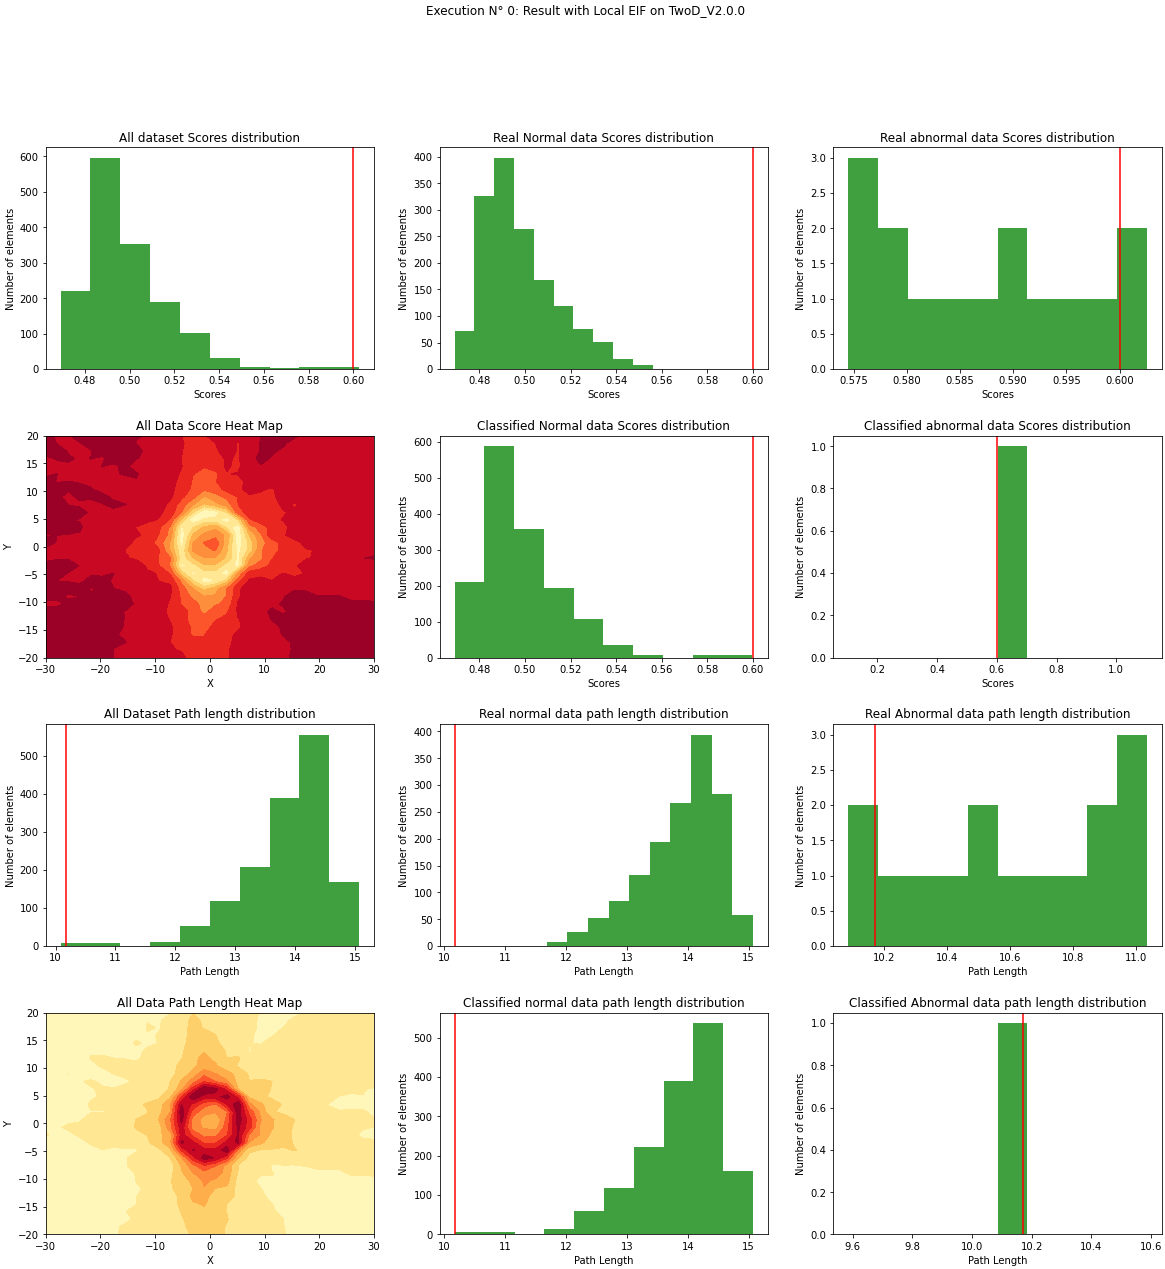 Execution N° 0: Result with Local EIF on TwoD_V2.0.0
All dataset Scores distribution
Number of elements
600
500
400
300
200
100
0
0.48 0.50 0.52 0.54 0.56 0.58 0.60
Scores
Real Normal data Scores distribution
Number of elements
400
350
300
250
200
150
100
50
0
0.48 0.50 0.52 0.54 0.56 0.58 0.60
Scores
Real abnormal data Scores distribution
Number of elements
3.0
2.5
2.0
1.5
1.0
0.5
0.0
0.575 0.580 0.585 0.590 0.595 0.600
Scores
All Data Score Heat Map
Y
20
15
10
5
0
−5
−10
−15
−20
−30 −20 −10 0 10 20 30
X
Classified Normal data Scores distribution
Number of elements
600
500
400
300
200
100
0
0.48 0.50 0.52 0.54 0.56 0.58 0.60
Scores
Classified abnormal data Scores distribution
Number of elements
1.0
0.8
0.6
0.4
0.2
0.0
0.2 0.4 0.6 0.8 1.0
Scores
All Dataset Path length distribution
Number of elements
500
400
300
200
100
0
10 11 12 13 14 15
Path Length
Real normal data path length distribution
Number of elements
400
350
300
250
200
150
100
50
0
10 11 12 13 14 15
Path Length
Real Abnormal data path length distribution
Number of elements
3.0
2.5
2.0
1.5
1.0
0.5
0.0
10.2 10.4 10.6 10.8 11.0
Path Length
All Data Path Length Heat Map
Y
20
15
10
5
0
−5
−10
−15
−20
−30 −20 −10 0 10 20 30
X
Classified normal data path length distribution
Number of elements
500
400
300
200
100
0
10 11 12 13 14 15
Path Length
Classified Abnormal data path length distribution
Number of elements
1.0
0.8
0.6
0.4
0.2
0.0
9.6 9.8 10.0 10.2 10.4 10.6
Path Length